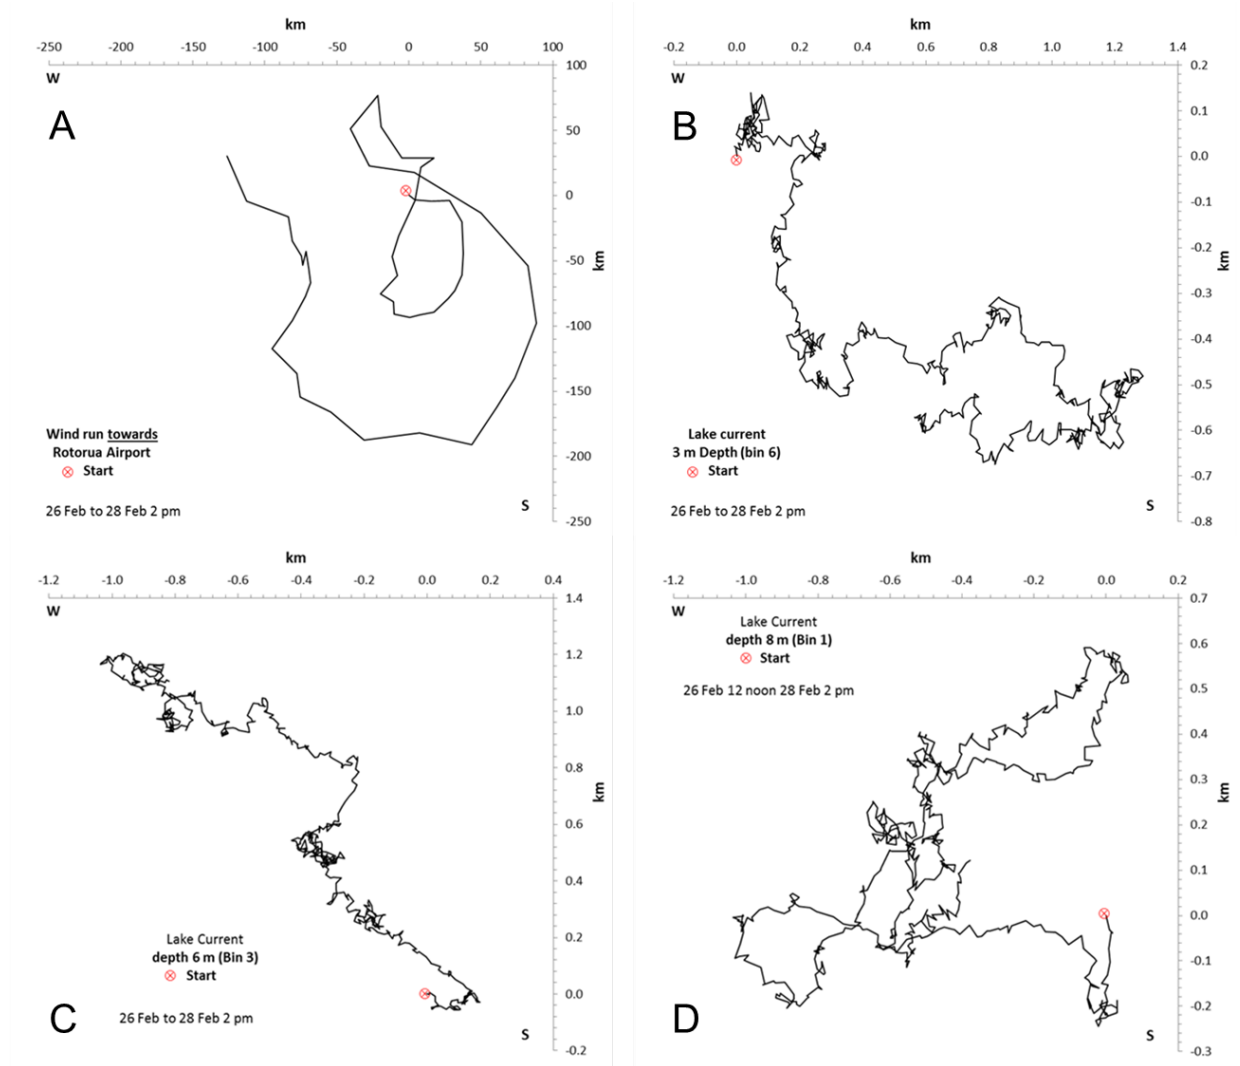 km
-250 -200 -150 -100 -50 0 50 100
W
A
100
50
0
-50
-100
-150
-200
-250
km
Wind run towards
Rotorua Airport
Start
26 Feb to 28 Feb 2 pm
S
km
-0.2 0.0 0.2 0.4 0.6 0.8 1.0 1.2 1.4
W
B
0.2
0.1
0.0
-0.1
-0.2
-0.3
-0.4
-0.5
-0.6
-0.7
-0.8
km
Lake current
3 m Depth (bin 6)
Start
26 Feb to 28 Feb 2 pm
S
km
-1.2 -1.0 -0.8 -0.6 -0.4 -0.2 0.0 0.2 0.4
W
1.4
1.2
1.0
0.8
0.6
0.4
0.2
0.0
-0.2
km
Lake Current
depth 6 m (Bin 3)
Start
26 Feb to 28 Feb 2 pm
C
S
km
-1.2 -1.0 -0.8 -0.6 -0.4 -0.2 0.0 0.2
W
Lake Current
depth 8 m (Bin 1)
Start
26 Feb 12 noon 28 Feb 2 pm
0.7
0.6
0.5
0.4
0.3
0.2
0.1
0.0
-0.1
-0.2
-0.3
km
D
S